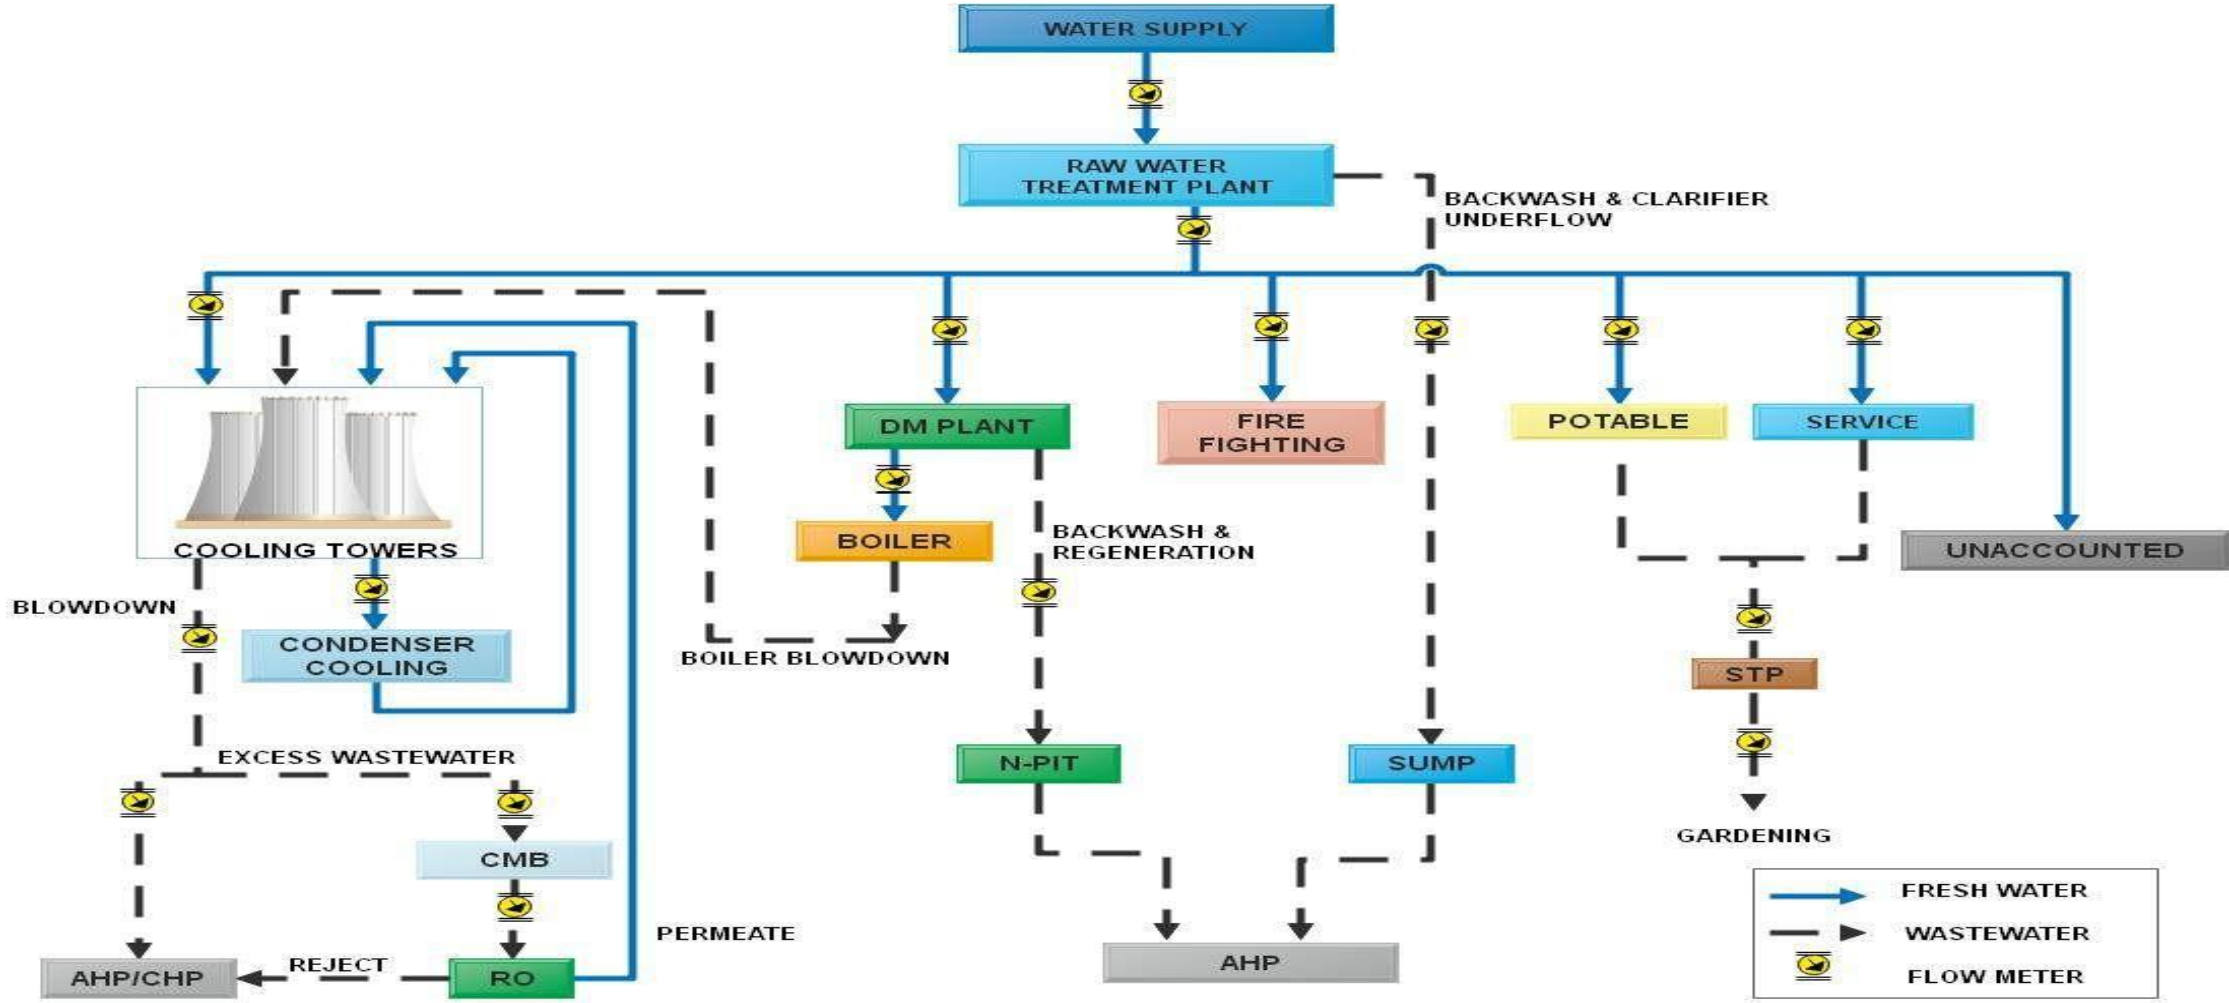 WATER SUPPLY
RAW WATER
TREATMENT PLANT
BACKWASH & CLARIFIER
UNDERFLOW
DM PLANT
FIRE
FIGHTING
POTABLE
SERVICE
COOLING TOWERS
BOILER
BACKWASH &
REGENERATION
UNACCOUNTED
BLOWDOWN
CONDENSER
COOLING
BOILER BLOWDOWN
STP
EXCESS WASTEWATER
N-PIT
SUMP
GARDENING
CMB
PERMEATE
AHP/CHP
REJECT
RO
AHP
FRESH WATER
WASTEWATER
FLOW METER